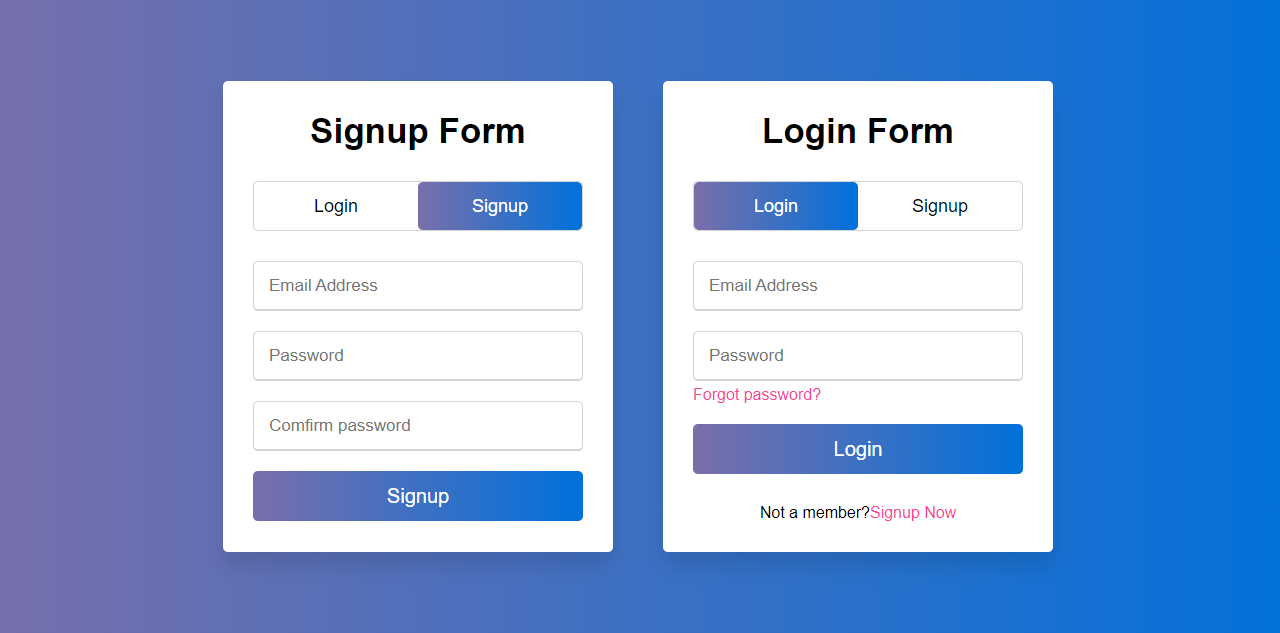 Signup Form
Login
Signup
Email Address
Password
Comfirm password
Signup
Login Form
Login
Signup
Email Address
Password
Forgot password?
Login
Not a member?Signup Now